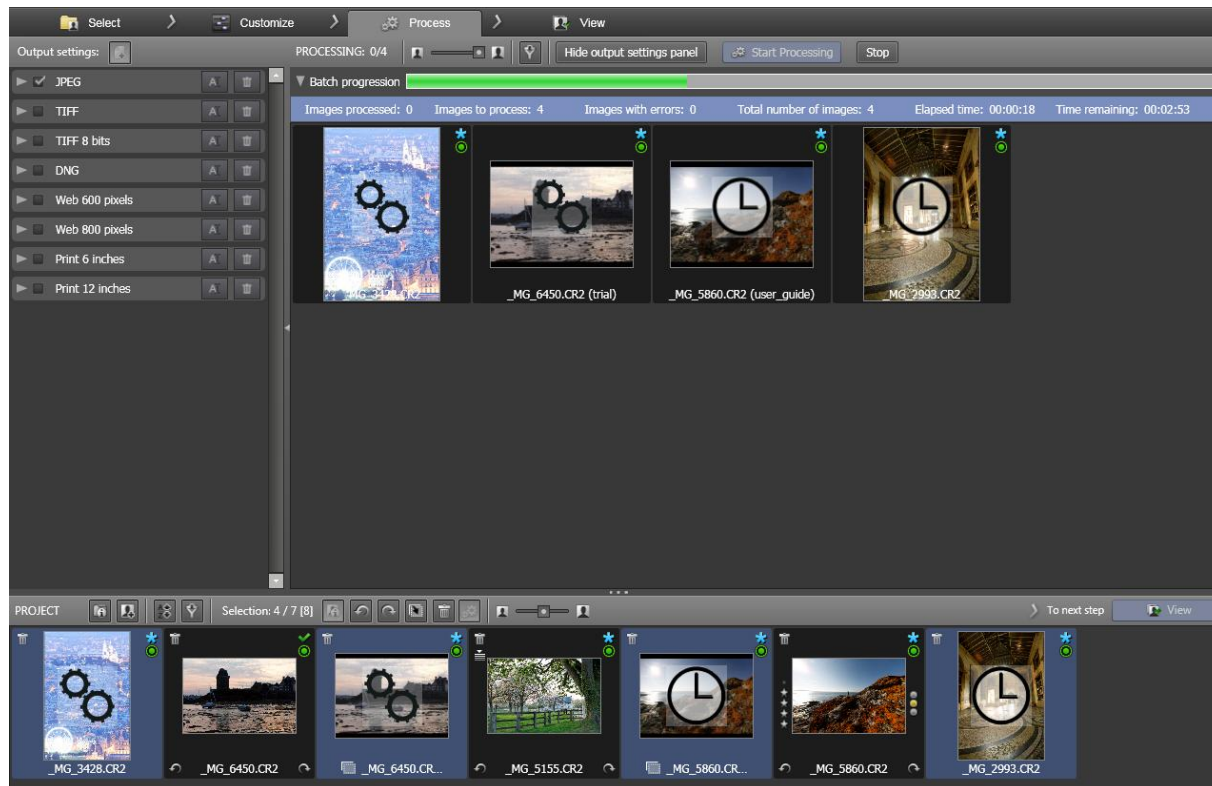 Select Customize Process View
Output settings: PROCESSING: 0/4 Hide output settings panel Start Processing Stop
JPEG A
TIFF A
TIFF 8 bits A
DNG A
Web 600 pixels A
Web 800 pixels A
Print 6 inches A
Print 12 inches A
Batch progression
Images processed: 0 Images to process: 4 Images with errors: 0 Total number of images: 4 Elapsed time: 00:00:18 Time remaining: 00:02:53
_MG_3428.CR2 _MG_6450.CR2 (trial) _MG_5860.CR2 (user_guide) _MG_2993.CR2
PROJECT Selection: 4 / 7 [8] To next step View
_MG_3428.CR2 _MG_6450.CR2 _MG_6450.CR... _MG_5155.CR2 _MG_5860.CR... _MG_5860.CR2 _MG_2993.CR2